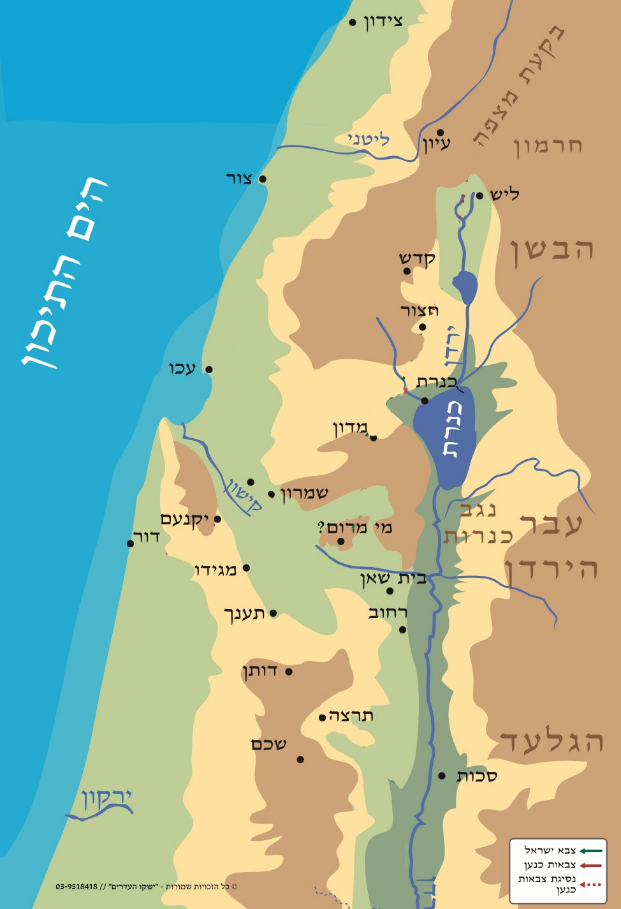 צידון
בקעת מצפה
ליטני
עיון
חרמון
צור
ליש
הים התיכון
הבשן
קדש
חצור
ירדן
עכו
כנרת
כנרת
מדון
קישון
שמרון
יקנעם
נגב
כנרות
עבר
הירדן
מי מרום?
דור
מגידו
בית שאן
תענך
רחוב
דותן
תרצה
שכם
הגלעד
סכות
ירקון
צבא ישראל
צבאות כנען
נסיגת צבאות
כנען
© כל הזכויות שמורות - "ישקו העדרים" // 03-9518418